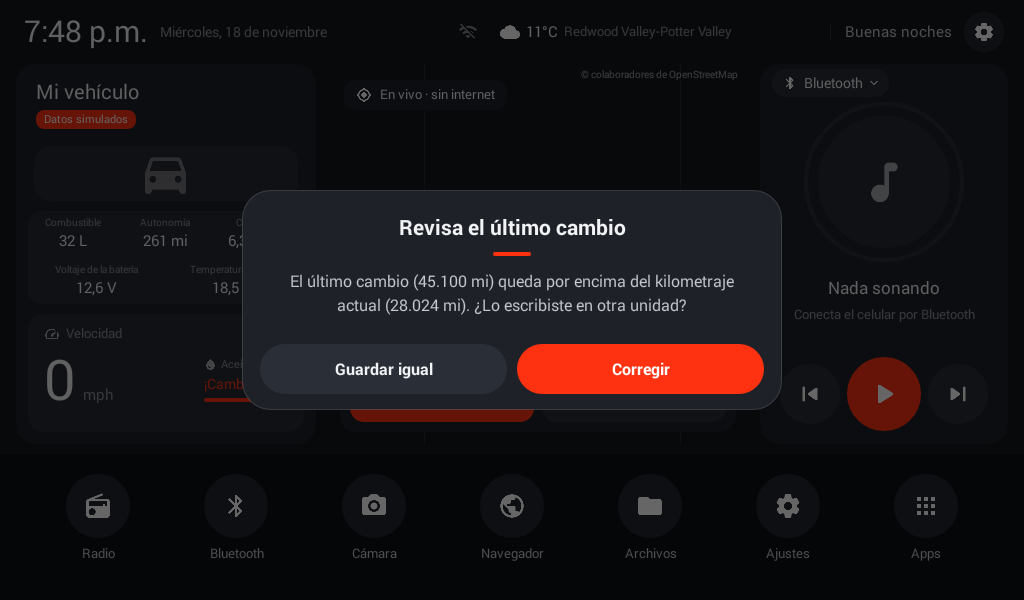 7:48 p.m.
Miércoles, 18 de noviembre
11°C
Redwood Valley-Potter Valley
Buenas noches
Mi vehículo
Datos simulados
© colaboradores de OpenStreetMap
En vivo · sin internet
Bluetooth
Combustible
Autonomía
32 L
261 mi
Voltaje de la batería
12,6 V
18,5
Velocidad
0 mph
Revisa el último cambio
El último cambio (45.100 mi) queda por encima del kilometraje
actual (28.024 mi). ¿Lo escribiste en otra unidad?
Guardar igual
Corregir
Nada sonando
Conecta el celular por Bluetooth
Radio
Bluetooth
Cámara
Navegador
Archivos
Ajustes
Apps